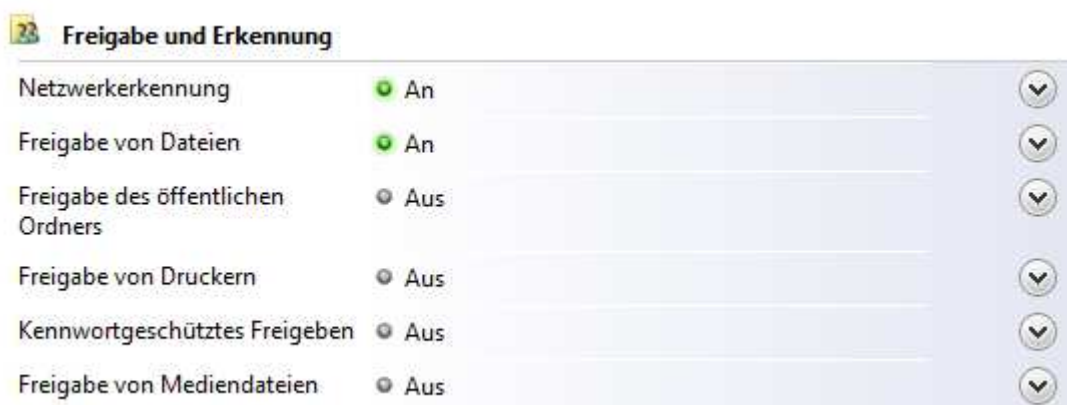 Freigabe und Erkennung
Netzwerkerkennung An
Freigabe von Dateien An
Freigabe des öffentlichen Aus
Ordners
Freigabe von Druckern Aus
Kennwortgeschütztes Freigeben Aus
Freigabe von Mediendateien Aus